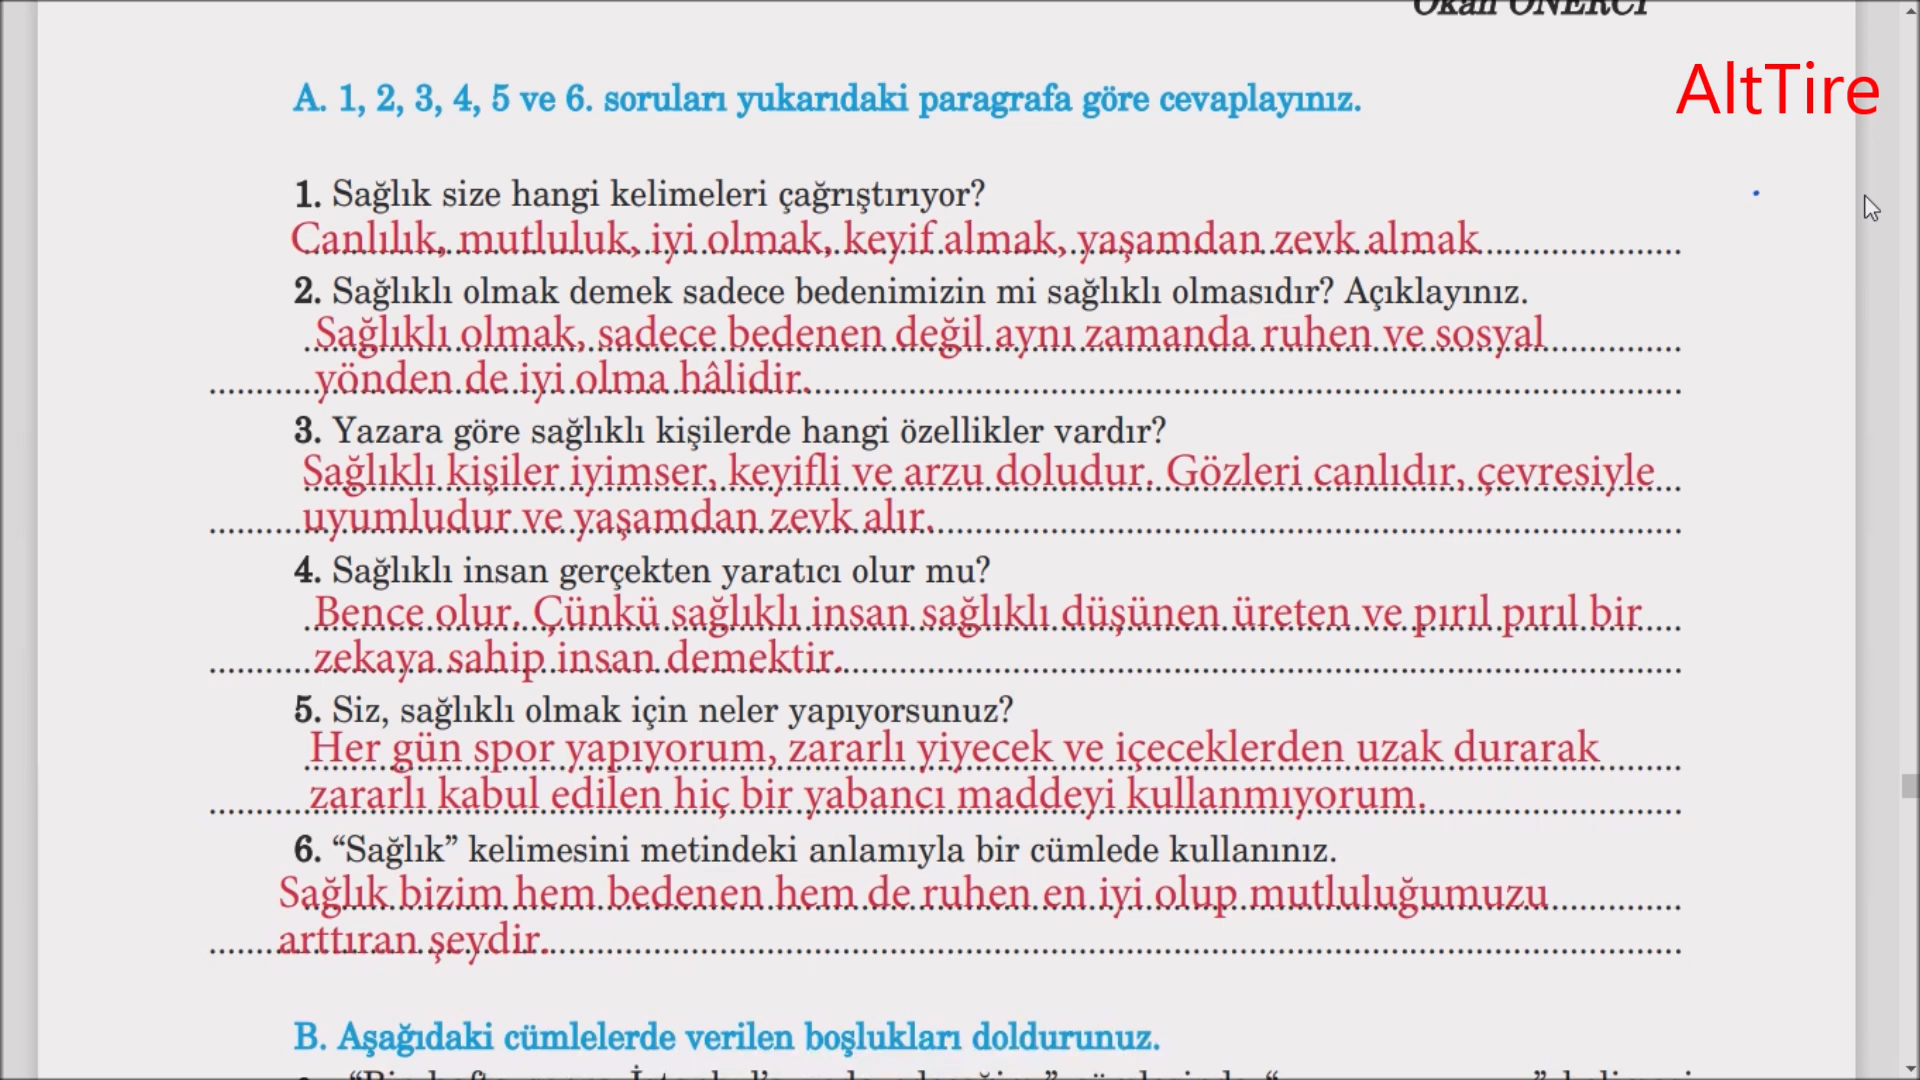 Okan ÖNERCİ
AltTire
A. 1, 2, 3, 4, 5 ve 6. soruları yukarıdaki paragrafa göre cevaplayınız.
1. Sağlık size hangi kelimeleri çağrıştırıyor?
Canlılık, mutluluk, iyi olmak, keyif almak, yaşamdan zevk almak
2. Sağlıklı olmak demek sadece bedenimizin mi sağlıklı olmasıdır? Açıklayınız.
Sağlıklı olmak, sadece bedenen değil aynı zamanda ruhen ve sosyal
yönden de iyi olma hâlidir.
3. Yazara göre sağlıklı kişilerde hangi özellikler vardır?
Sağlıklı kişiler iyimser, keyifli ve arzu doludur. Gözleri canlıdır, çevresiyle
uyumludur ve yaşamdan zevk alır.
4. Sağlıklı insan gerçekten yaratıcı olur mu?
Bence olur. Çünkü sağlıklı insan sağlıklı düşünen üreten ve pırıl pırıl bir
zekaya sahip insan demektir.
5. Siz, sağlıklı olmak için neler yapıyorsunuz?
Her gün spor yapıyorum, zararlı yiyecek ve içeceklerden uzak durarak
zararlı kabul edilen hiç bir yabancı maddeyi kullanmıyorum.
6. “Sağlık” kelimesini metindeki anlamıyla bir cümlede kullanınız.
Sağlık bizim hem bedenen hem de ruhen en iyi olup mutluluğumuzu
arttıran şeydir.
B. Aşağıdaki cümlelerde verilen boşlukları doldurunuz.